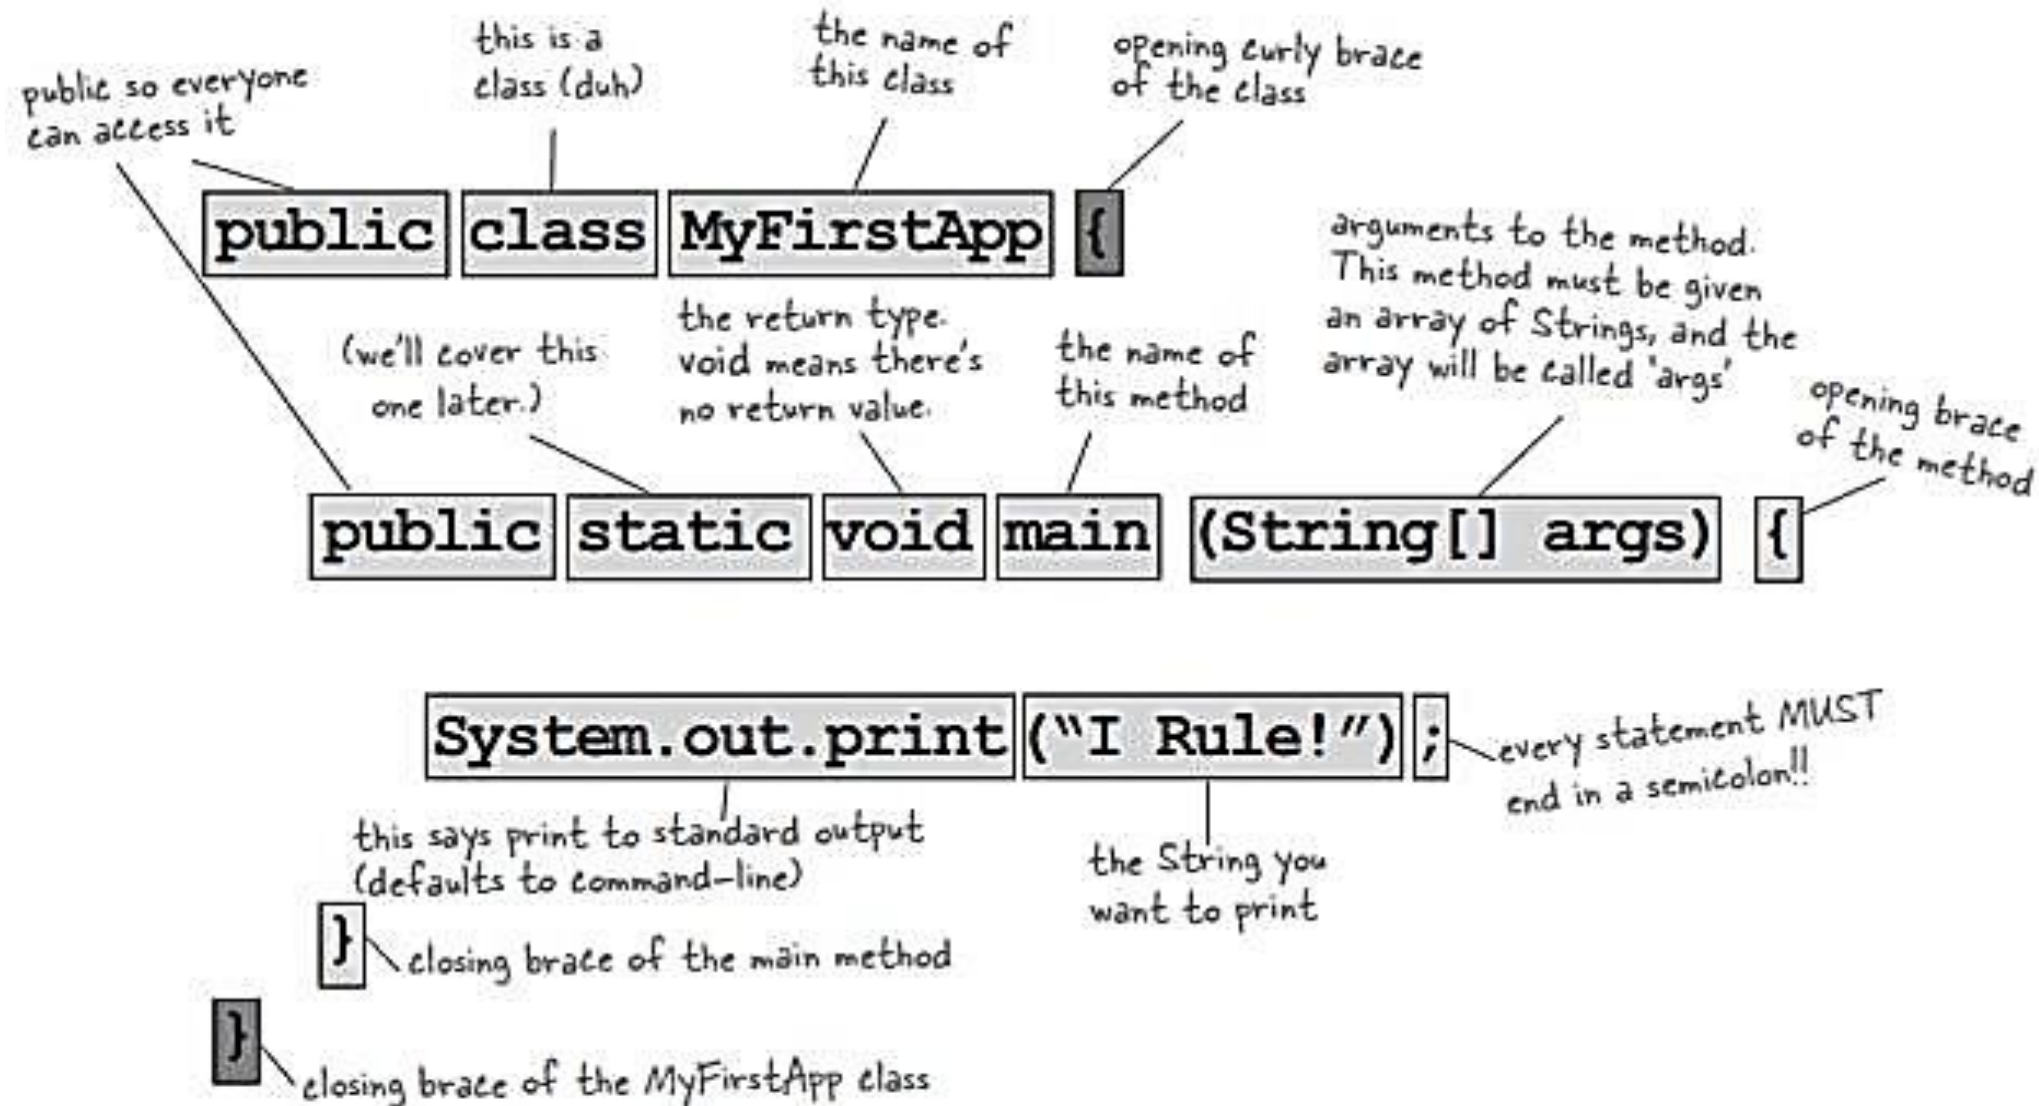 public so everyone
can access it
this is a
class (duh)
the name of
this class
opening curly brace
of the class
public class MyFirstApp {
(we'll cover this
one later.)
the return type.
void means there's
no return value.
the name of
this method
arguments to the method.
This method must be given
an array of Strings, and the
array will be called 'args'
opening brace
of the method
public static void main (String[] args) {
System.out.print ("I Rule!") ;
every statement MUST
end in a semicolon!!
this says print to standard output
(defaults to command-line)
the String you
want to print
}
closing brace of the main method
}
closing brace of the MyFirstApp class